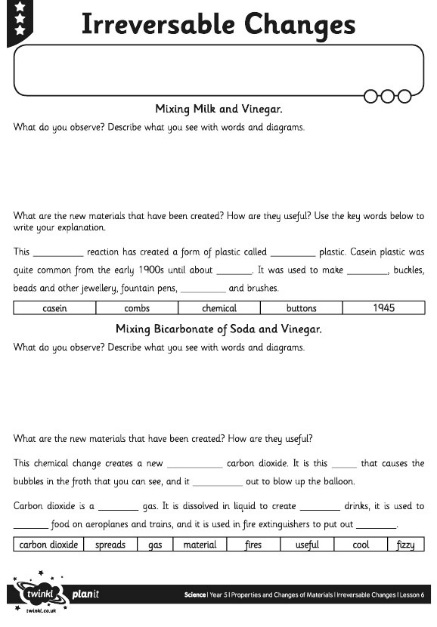 Irreversable Changes
Mixing Milk and Vinegar.
What do you observe? Describe what you see with words and diagrams.
What are the new materials that have been created? How are they useful? Use the key words below to
write your explanation.
This __________ reaction has created a form of plastic called _________ plastic. Casein plastic was
quite common from the early 1900s until about _______. It was used to make ________, buckles,
beads and other jewellery, fountain pens, _________ and brushes.
casein combs chemical buttons 1945
Mixing Bicarbonate of Soda and Vinegar.
What do you observe? Describe what you see with words and diagrams.
What are the new materials that have been created? How are they useful?
This chemical change creates a new ___________ carbon dioxide. It is this _____ that causes the
bubbles in the froth that you can see, and it __________ out to blow up the balloon.
Carbon dioxide is a ________ gas. It is dissolved in liquid to create ________ drinks, it is used to
_______ food on aeroplanes and trains, and it is used in fire extinguishers to put out ________.
carbon dioxide spreads gas material fires useful cool fizzy
twinkl planit
twinkl.co.uk
Science | Year 5 | Properties and Changes of Materials | Irreversable Changes | Lesson 6